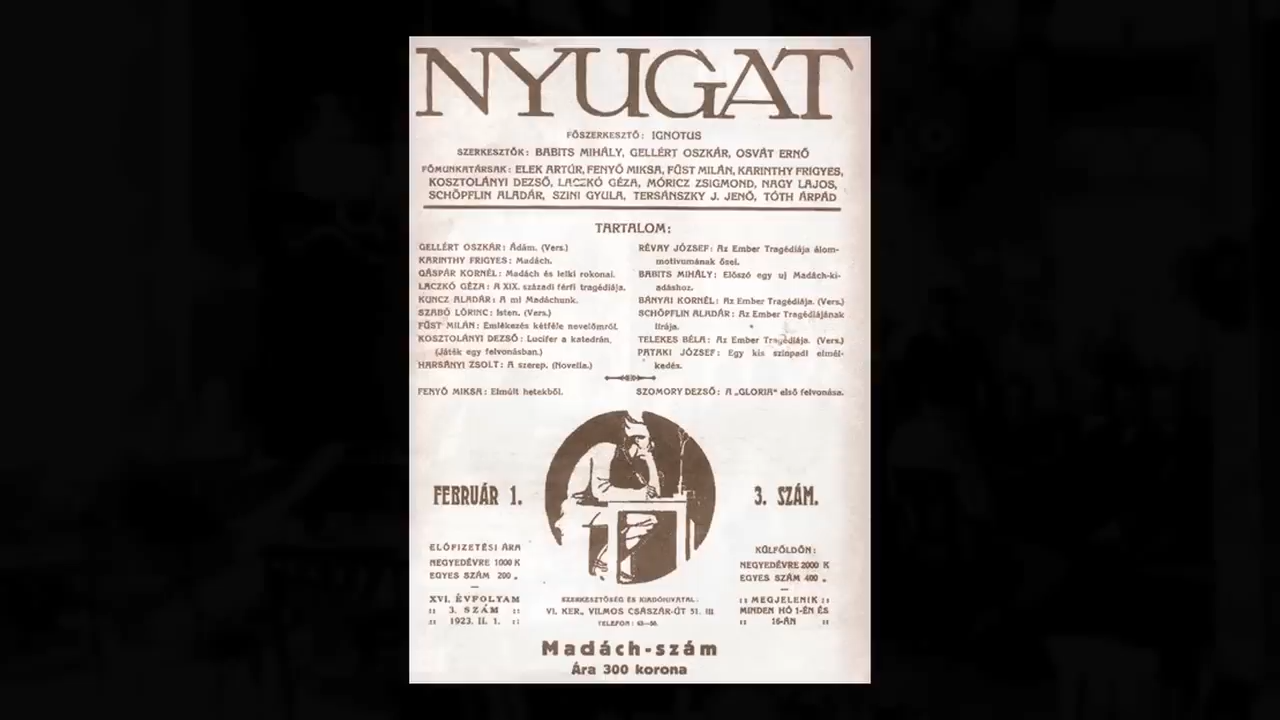 NYUGAT
FŐSZERKESZTŐ: IGNOTUS
SZERKESZTŐK: BABITS MIHÁLY, GELLÉRT OSZKÁR, OSVÁT ERNŐ
FŐMUNKATÁRSAK: ELEK ARTÚR, FENYŐ MIKSA, FÜST MILÁN, KARINTHY FRIGYES,
KOSZTOLÁNYI DEZSŐ, LACZKÓ GÉZA, MÓRICZ ZSIGMOND, NAGY LAJOS,
SCHÖPFLIN ALADÁR, SZINI GYULA, TERSÁNSZKY J. JENŐ, TÓTH ÁRPÁD
TARTALOM:
GELLÉRT OSZKÁR: Ádám. (Vers.)
KARINTHY FRIGYES: Madách.
GÁSPÁR KORNÉL: Madách és lelki rokonai.
LACZKÓ GÉZA: A XIX. századi férfi tragédiája.
KUNCZ ALADÁR: A mi Madáchunk.
SZABÓ LŐRINC: Isten. (Vers.)
FÜST MILÁN: Emlékezés kétféle nevelőmről.
KOSZTOLÁNYI DEZSŐ: Lucifer a katedrán.
(Játék egy felvonásban.)
HARSÁNYI ZSOLT: A szerep. (Novella.)
RÉVAY JÓZSEF: Az Ember Tragédiája álom-
motivumának ősei.
BABITS MIHÁLY: Előszó egy uj Madách-ki-
adáshoz.
BÁNYAI KORNÉL: Az Ember Tragédiája. (Vers.)
SCHÖPFLIN ALADÁR: Az Ember Tragédiájának
lirája.
TELEKES BÉLA: Az Ember Tragédiája. (Vers.)
PATAKI JÓZSEF: Egy kis szinpadi elmél-
kedés.
FENYŐ MIKSA: Elmúlt hetekből.
SZOMORY DEZSŐ: A „GLORIA" első felvonása.
FEBRUÁR 1.
3. SZÁM.
ELŐFIZETÉSI ÁRA
NEGYEDÉVRE 1000 K
EGYES SZÁM 200 „
XVI. ÉVFOLYAM
:: 3. SZÁM ::
:: 1923. II. 1. ::
SZERKESZTŐSÉG ÉS KIADÓHIVATAL:
VI. KER., VILMOS CSÁSZÁR-ÚT 51. III
TELEFON: 63—50.
KÜLFÖLDÖN:
NEGYEDÉVRE 2000 K
EGYES SZÁM 400 „
:: MEGJELENIK ::
MINDEN HÓ 1-ÉN ÉS
:: 16-ÁN ::
Madách-szám
Ára 300 korona